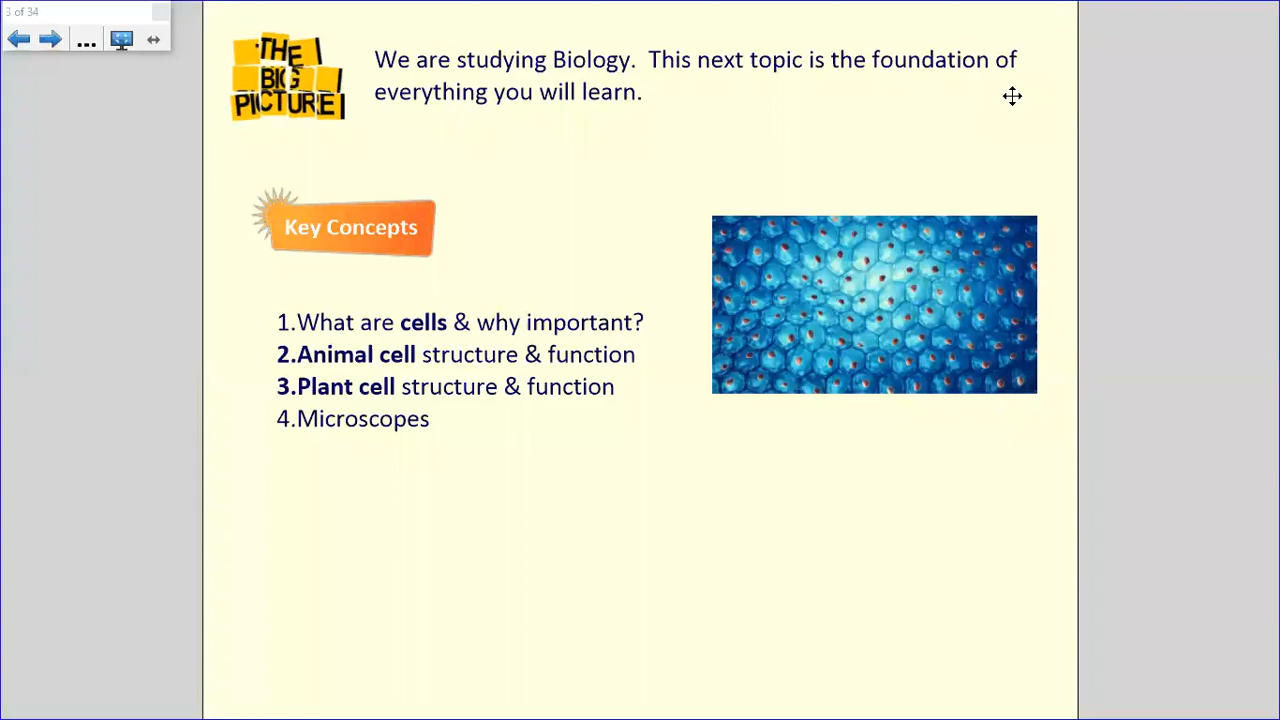 3 of 34
...
THE
BIG
PICTURE
We are studying Biology.  This next topic is the foundation of
everything you will learn.
Key Concepts
1.What are cells & why important?
2.Animal cell structure & function
3.Plant cell structure & function
4.Microscopes